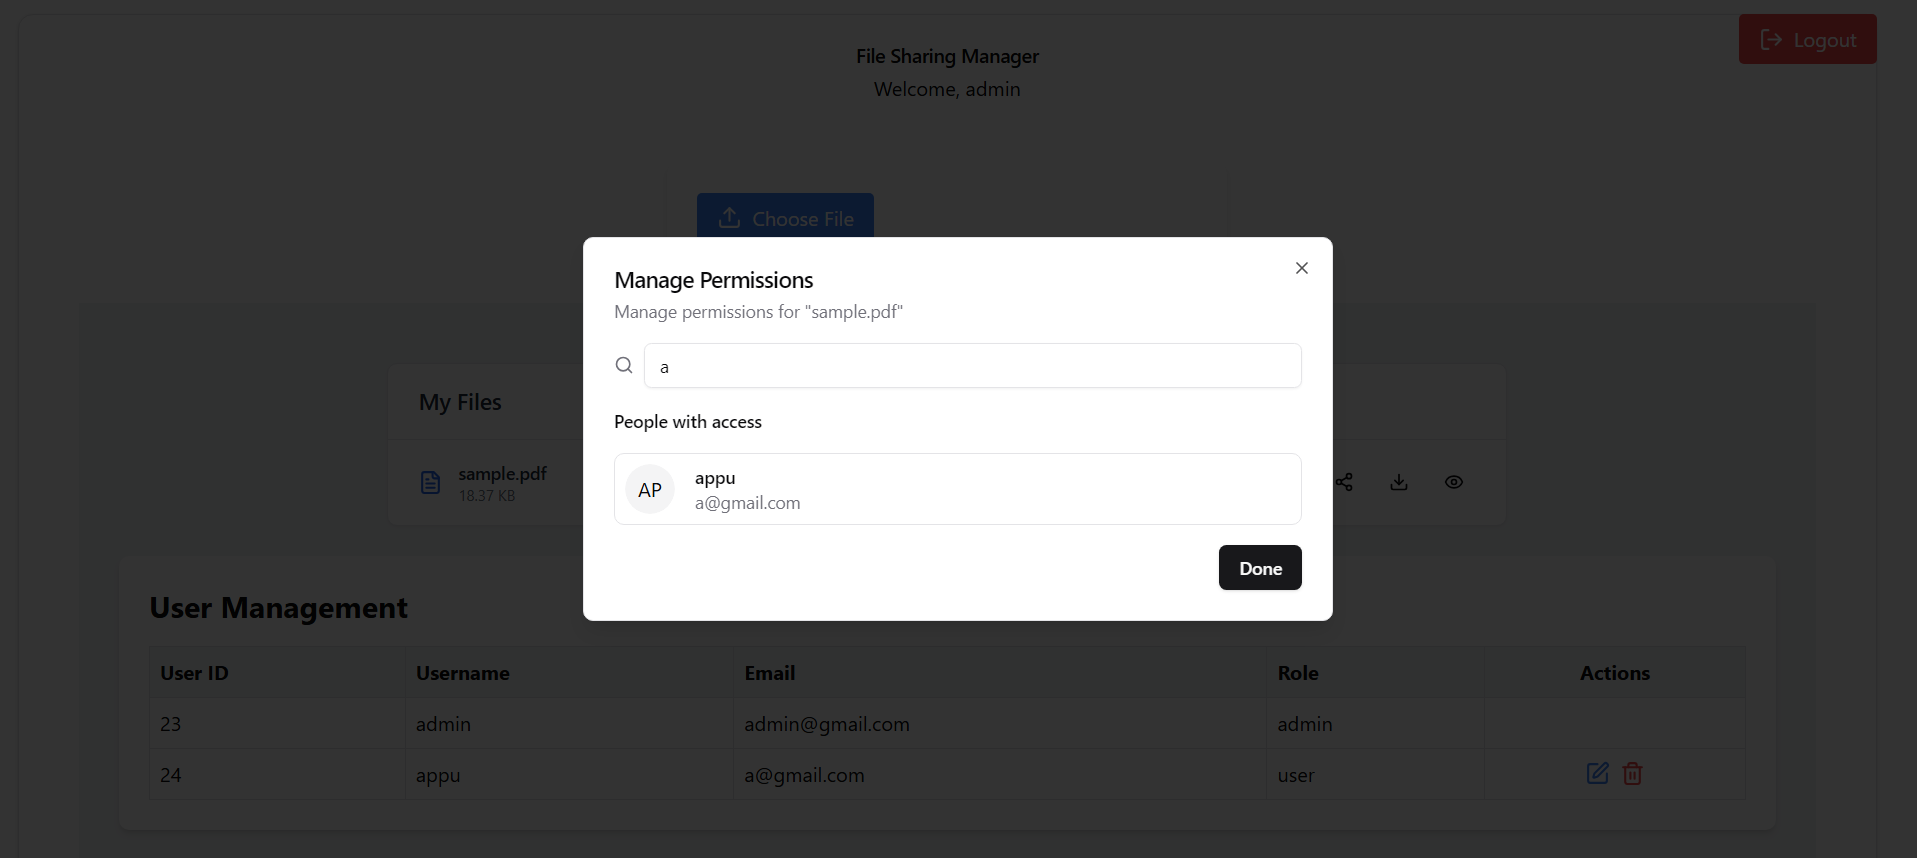 Logout
File Sharing Manager
Welcome, admin
Choose File
Manage Permissions
Manage permissions for "sample.pdf"
a
People with access
AP
appu
a@gmail.com
Done
My Files
sample.pdf
18.37 KB
User Management
User ID Username Email Role Actions
23 admin admin@gmail.com admin
24 appu a@gmail.com user